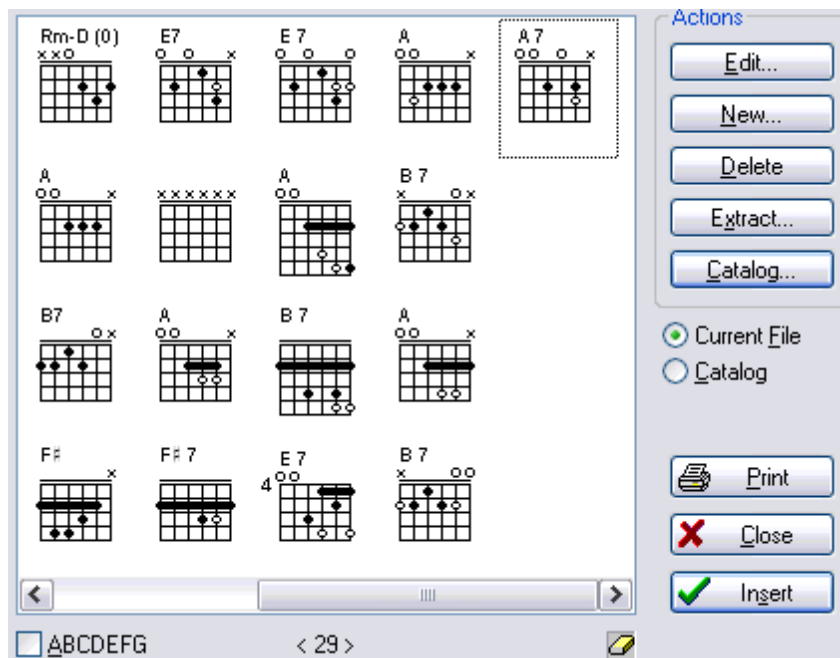 Rm-D (0) E7 E 7 A A 7
x x o o o x o o o o o x o o o x
A A B 7
o o x x x x x x x o o x o x
B7 A B 7 A
o x o o x o o x
F# F# 7 E 7 B 7
x o o x o o
4
ABCDEFG < 29 >
Actions
Edit...
New...
Delete
Extract...
Catalog...
Current File
Catalog
Print
Close
Insert